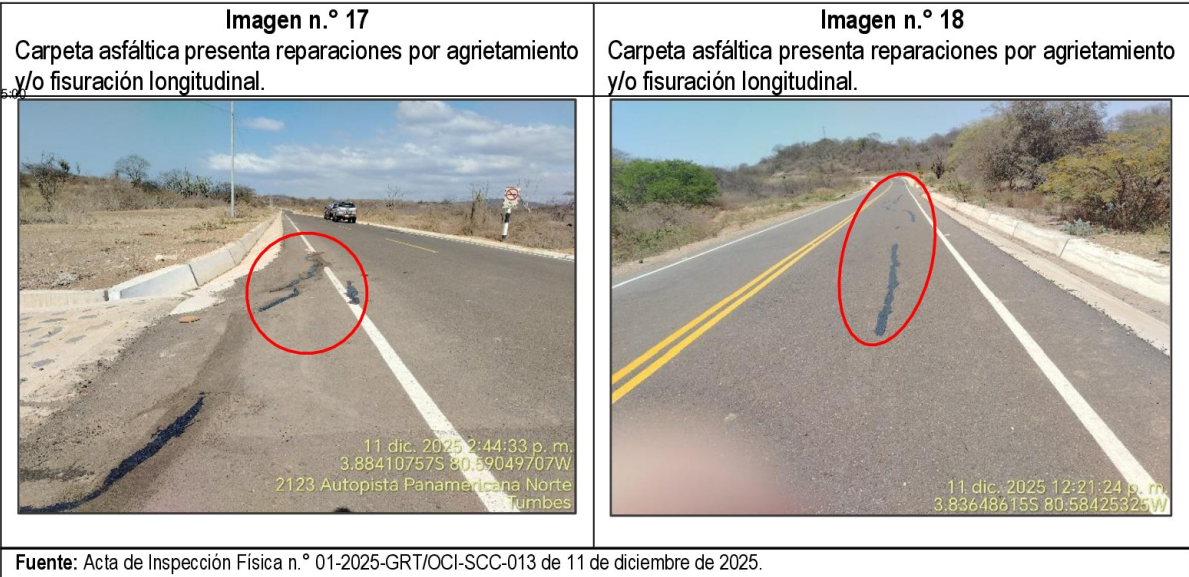 Imagen n.° 17
Carpeta asfáltica presenta reparaciones por agrietamiento
y/o fisuración longitudinal.
Imagen n.° 18
Carpeta asfáltica presenta reparaciones por agrietamiento
y/o fisuración longitudinal.
5:00
11 dic. 2025 2:44:33 p. m.
3.88410757S 80.59049707W
2123 Autopista Panamericana Norte
Tumbes
11 dic. 2025 12:21:24 p. m.
3.83648615S 80.58425325W
Fuente: Acta de Inspección Física n.° 01-2025-GRT/OCI-SCC-013 de 11 de diciembre de 2025.